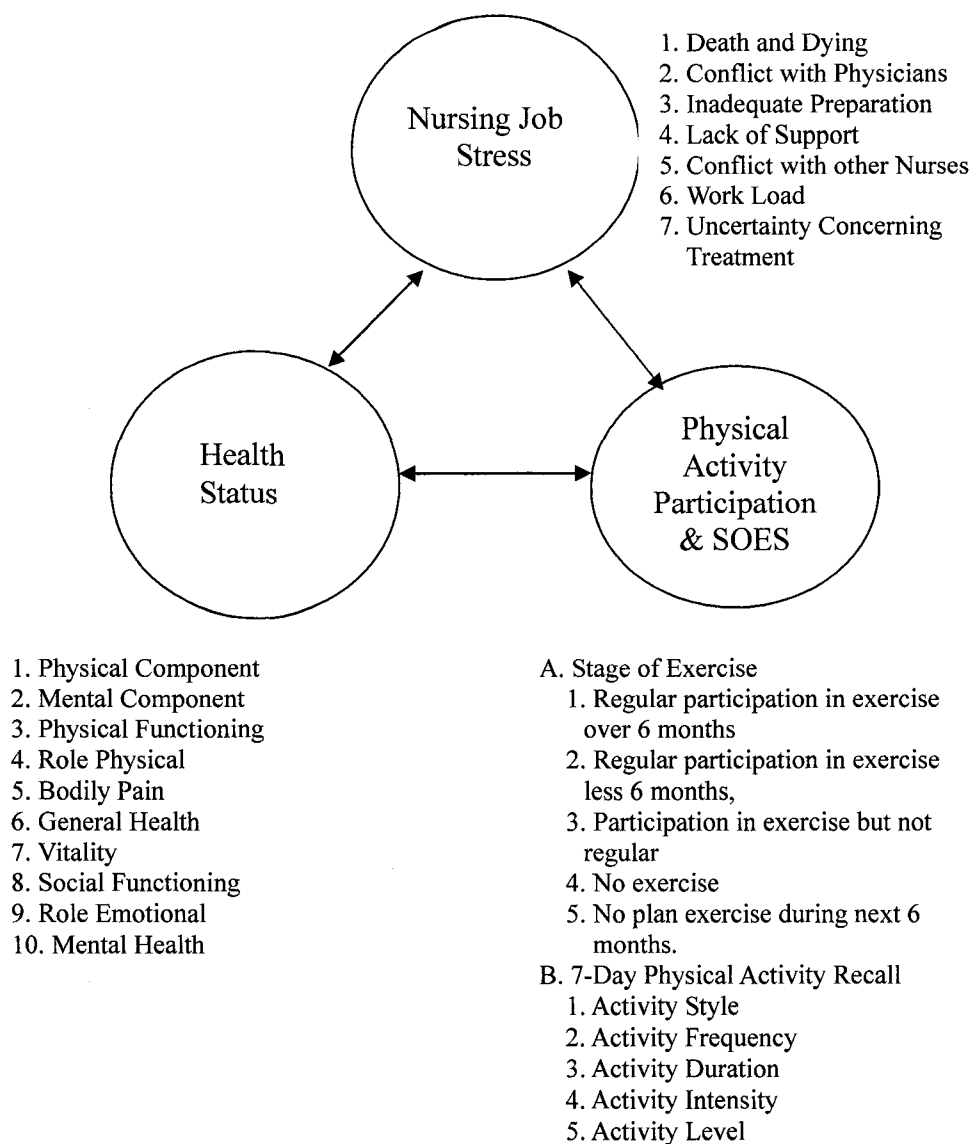 Nursing Job
Stress
1. Death and Dying
2. Conflict with Physicians
3. Inadequate Preparation
4. Lack of Support
5. Conflict with other Nurses
6. Work Load
7. Uncertainty Concerning
Treatment
Health
Status
Physical
Activity
Participation
& SOES
1. Physical Component
2. Mental Component
3. Physical Functioning
4. Role Physical
5. Bodily Pain
6. General Health
7. Vitality
8. Social Functioning
9. Role Emotional
10. Mental Health
A. Stage of Exercise
1. Regular participation in exercise
over 6 months
2. Regular participation in exercise
less 6 months,
3. Participation in exercise but not
regular
4. No exercise
5. No plan exercise during next 6
months.
B. 7-Day Physical Activity Recall
1. Activity Style
2. Activity Frequency
3. Activity Duration
4. Activity Intensity
5. Activity Level